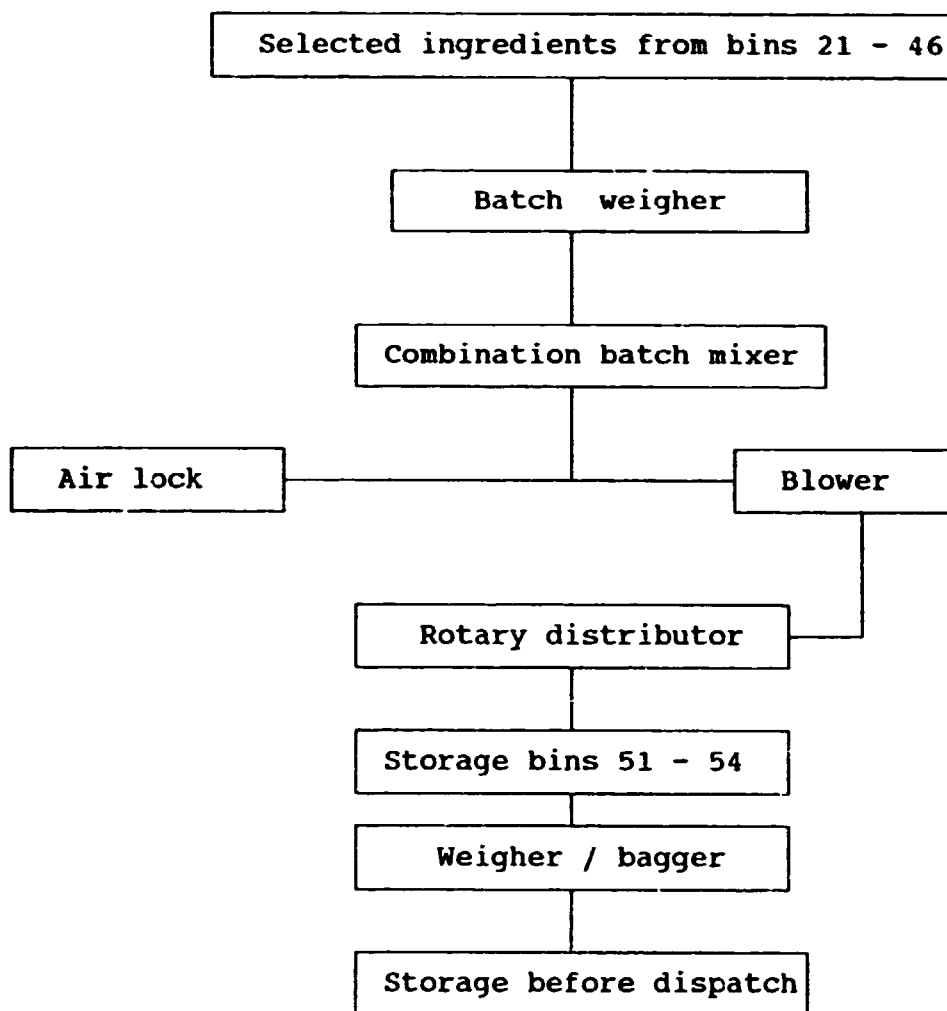 Selected ingredients from bins 21 - 46
Batch weigher
Combination batch mixer
Air lock
Blower
Rotary distributor
Storage bins 51 - 54
Weigher / bagger
Storage before dispatch